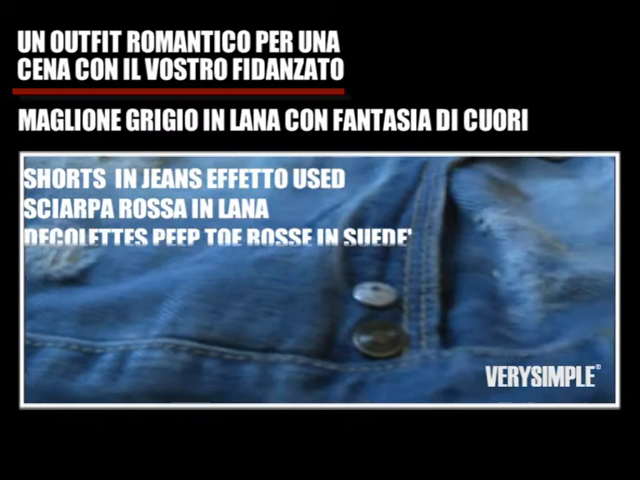 UN OUTFIT ROMANTICO PER UNA
CENA CON IL VOSTRO FIDANZATO
MAGLIONE GRIGIO IN LANA CON FANTASIA DI CUORI
SHORTS IN JEANS EFFETTO USED
SCIARPA ROSSA IN LANA
DECOLETTES PEEP TOE ROSSE IN SUEDE'
VERYSIMPLE®